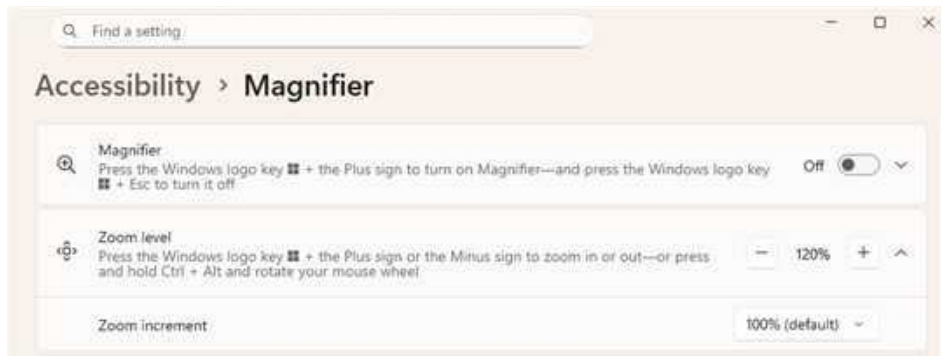 Find a setting
Accessibility > Magnifier
Magnifier
Press the Windows logo key + the Plus sign to turn on Magnifier—and press the Windows logo key
+ Esc to turn it off
Off
Zoom level
Press the Windows logo key + the Plus sign or the Minus sign to zoom in or out—or press
and hold Ctrl + Alt and rotate your mouse wheel
− 120% +
Zoom increment
100% (default)